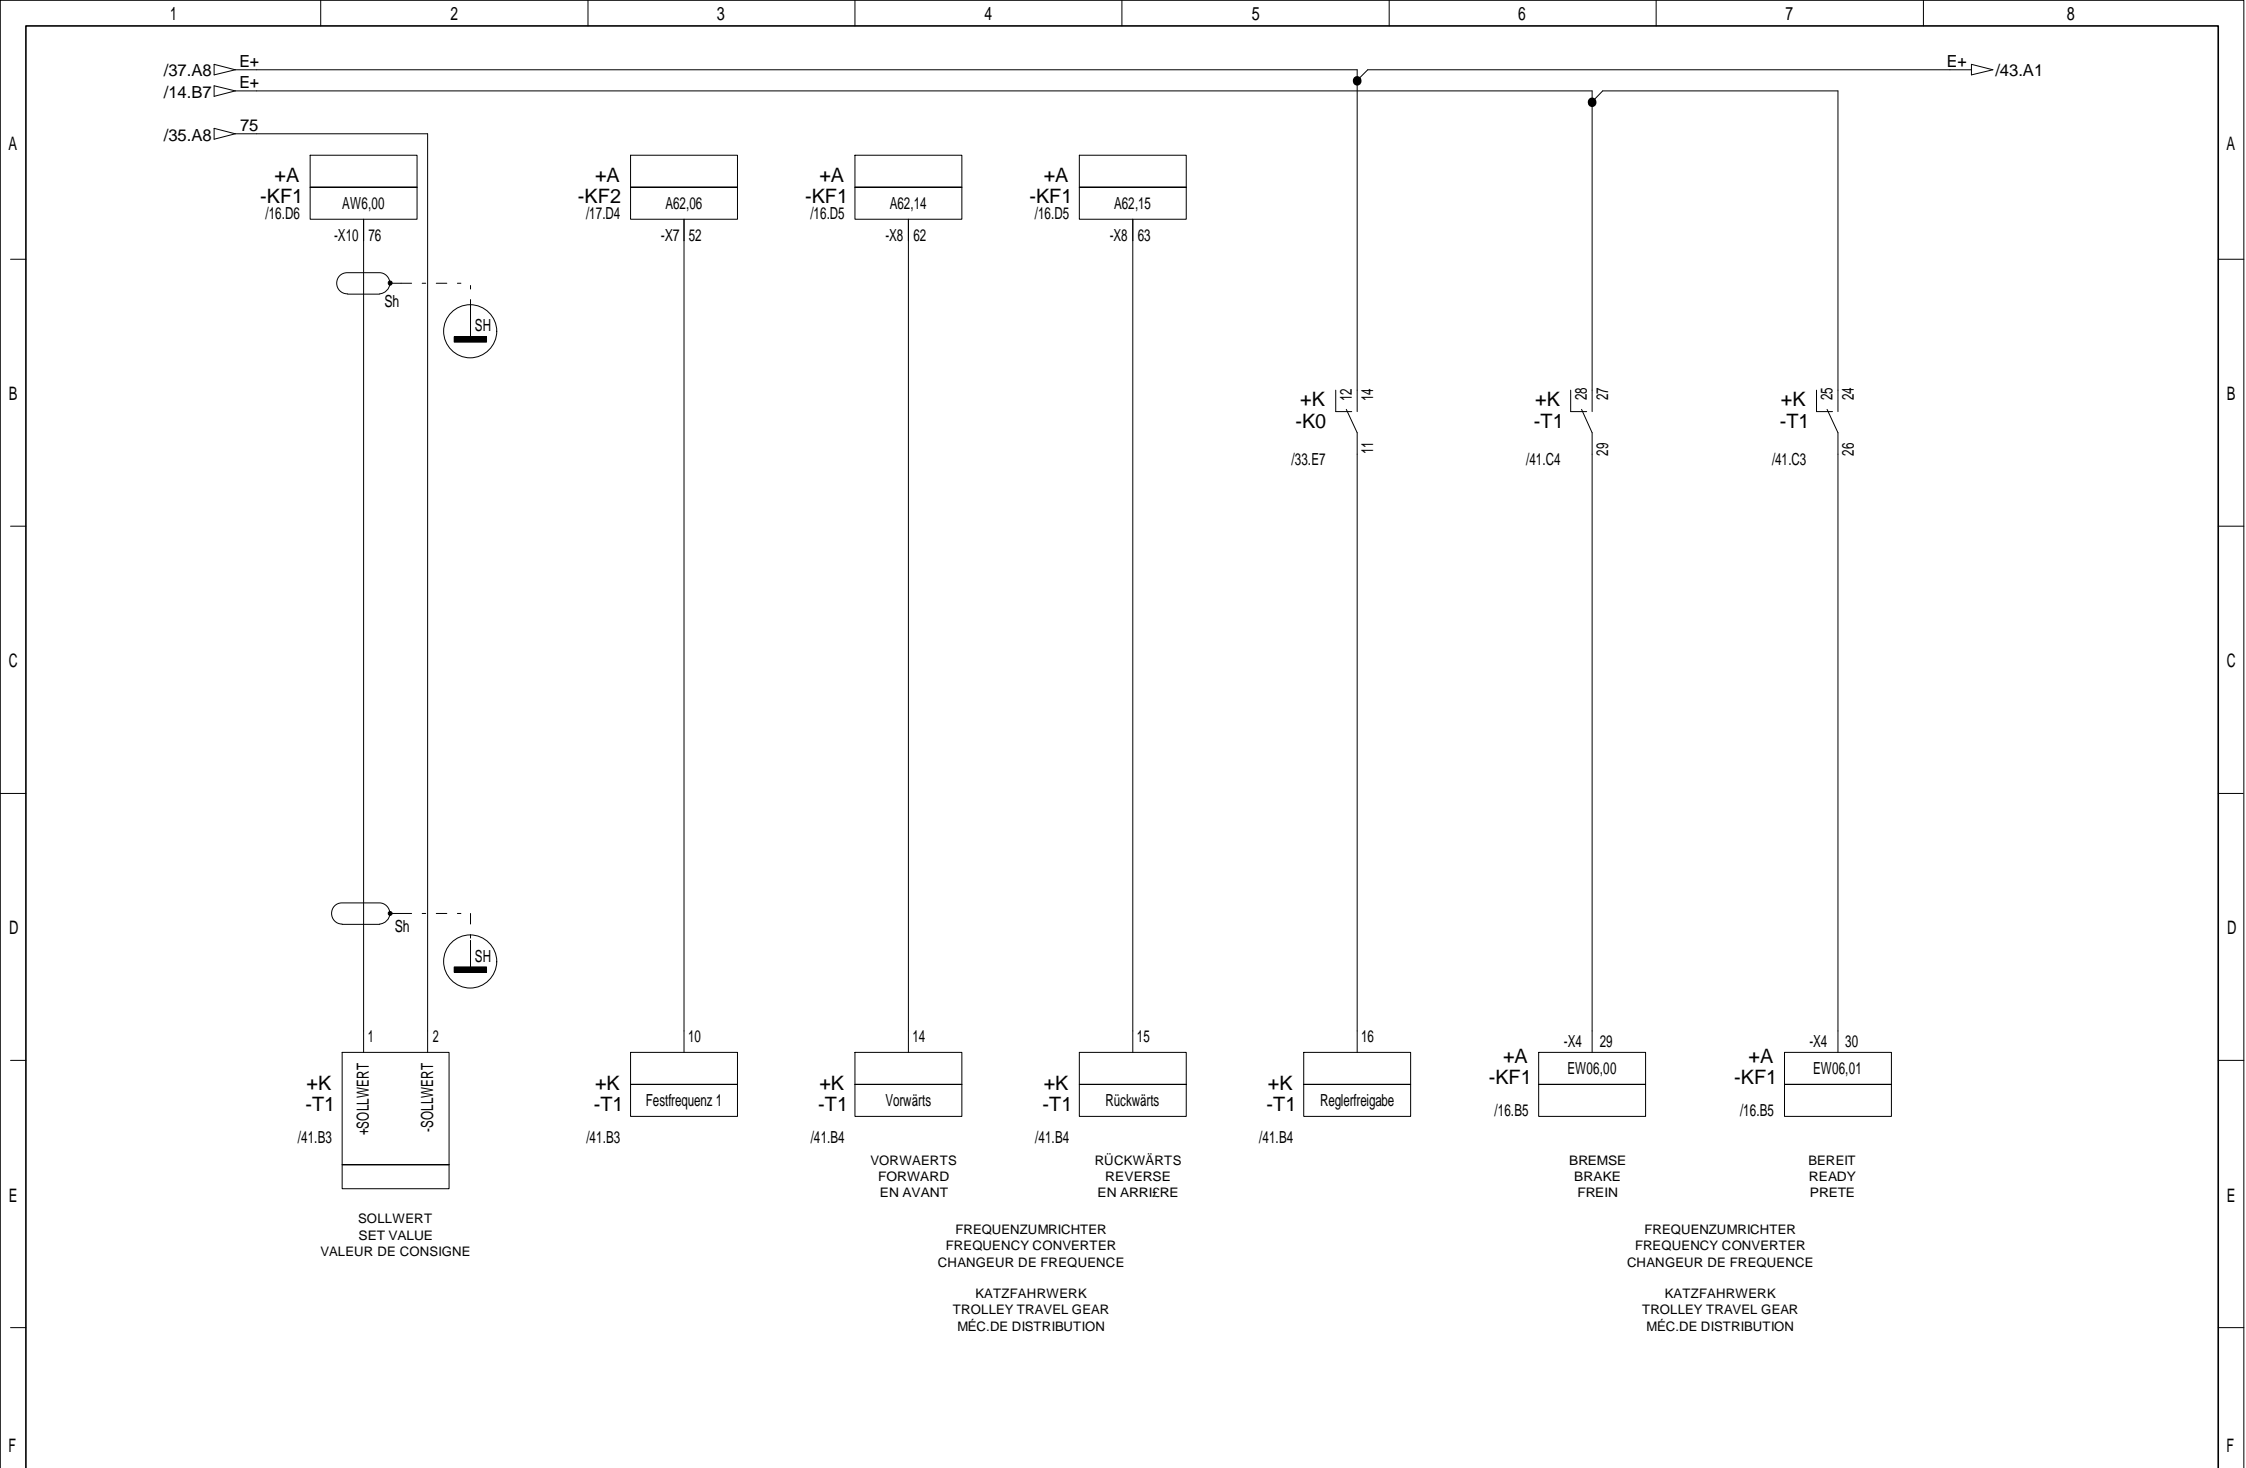 1 2 3 4 5 6 7 8
/37.A8 E+ E+ /43.A1
/14.B7 E+
/35.A8 75
A A
+A
-KF1
/16.D6
AW6,00
-X10 76
+A
-KF2
/17.D4
A62,06
-X7 52
+A
-KF1
/16.D5
A62,14
-X8 62
+A
-KF1
/16.D5
A62,15
-X8 63
Sh
SH
B B
+K
-K0
/33.E7
12 14
11
+K
-T1
/41.C4
28 27
29
+K
-T1
/41.C3
25 24
26
C C
D D
Sh
SH
1 2
+K
-T1
/41.B3
+SOLLWERT
-SOLLWERT
10
+K
-T1
/41.B3
Festfrequenz 1
14
+K
-T1
/41.B4
Vorwärts
15
+K
-T1
/41.B4
Rückwärts
16
+K
-T1
/41.B4
Reglerfreigabe
-X4 29
+A
-KF1
/16.B5
EW06,00
-X4 30
+A
-KF1
/16.B5
EW06,01
E E
SOLLWERT
SET VALUE
VALEUR DE CONSIGNE
VORWAERTS
FORWARD
EN AVANT
RÜCKWÄRTS
REVERSE
EN ARRI£RE
FREQUENZUMRICHTER
FREQUENCY CONVERTER
CHANGEUR DE FREQUENCE
KATZFAHRWERK
TROLLEY TRAVEL GEAR
MÉC.DE DISTRIBUTION
BREMSE
BRAKE
FREIN
BEREIT
READY
PRETE
FREQUENZUMRICHTER
FREQUENCY CONVERTER
CHANGEUR DE FREQUENCE
KATZFAHRWERK
TROLLEY TRAVEL GEAR
MÉC.DE DISTRIBUTION
F F